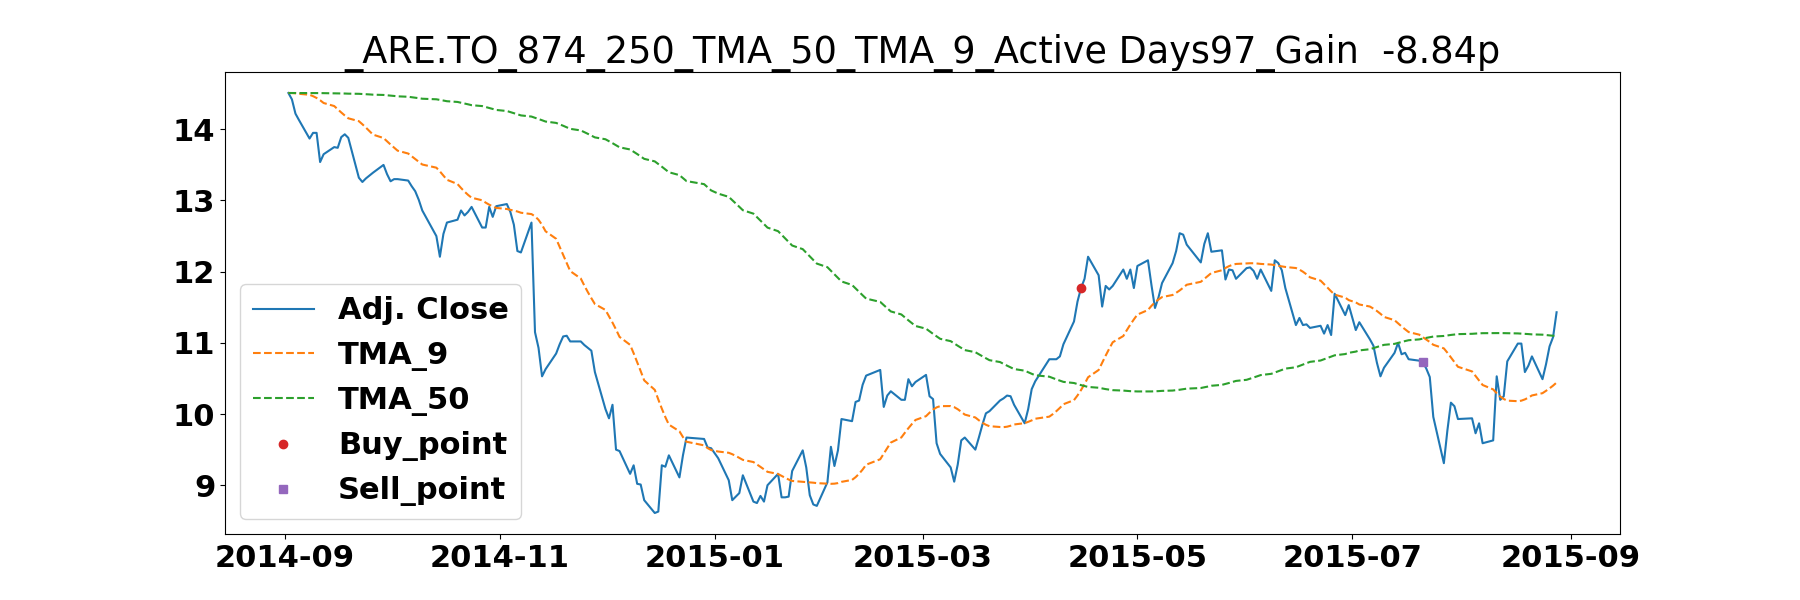 _ARE.TO_874_250_TMA_50_TMA_9_Active Days97_Gain  -8.84p
14
13
12
11
10
9
Adj. Close
TMA_9
TMA_50
Buy_point
Sell_point
2014-09 2014-11 2015-01 2015-03 2015-05 2015-07 2015-09